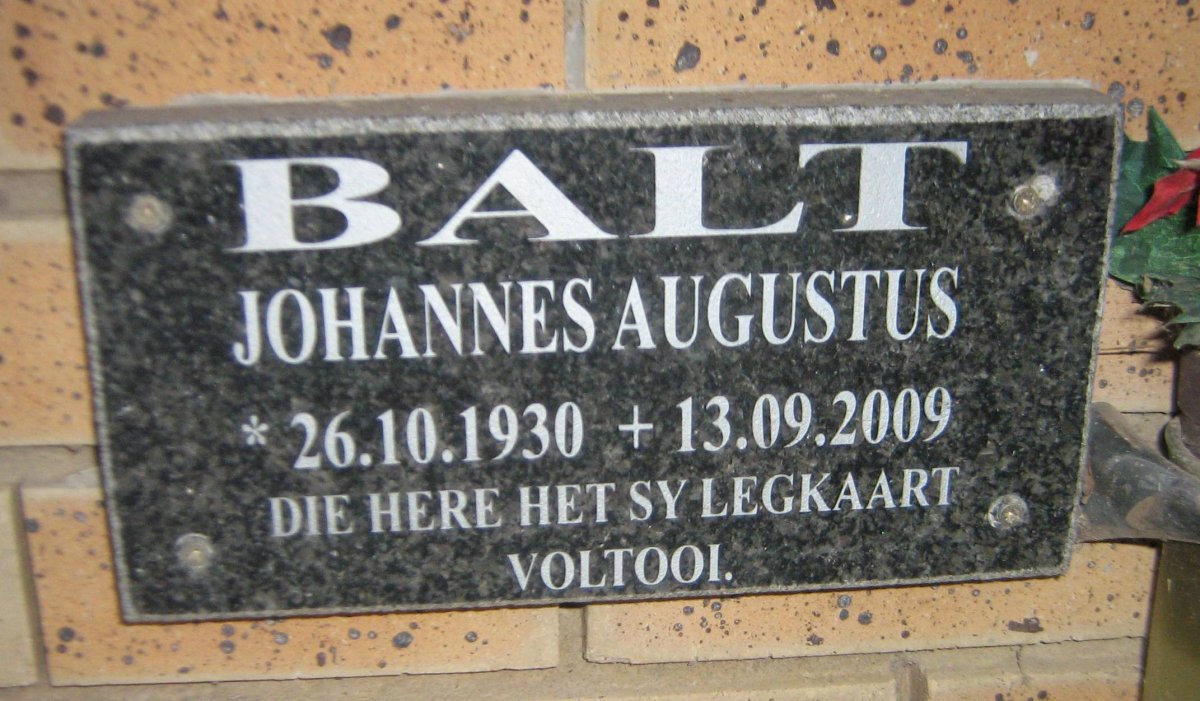 BALT
JOHANNES AUGUSTUS
* 26.10.1930 + 13.09.2009
DIE HERE HET SY LEGKAART
VOLTOOI.